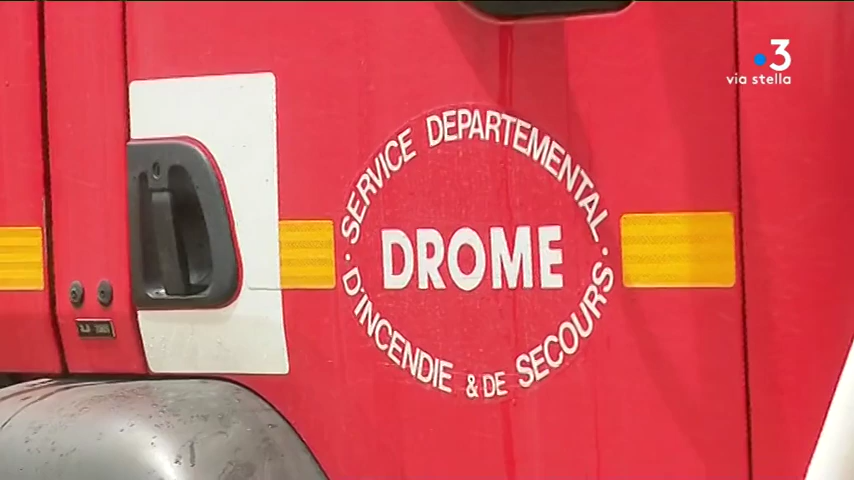 3
via stella
SERVICE DEPARTEMENTAL
DROME
D'INCENDIE & DE SECOURS